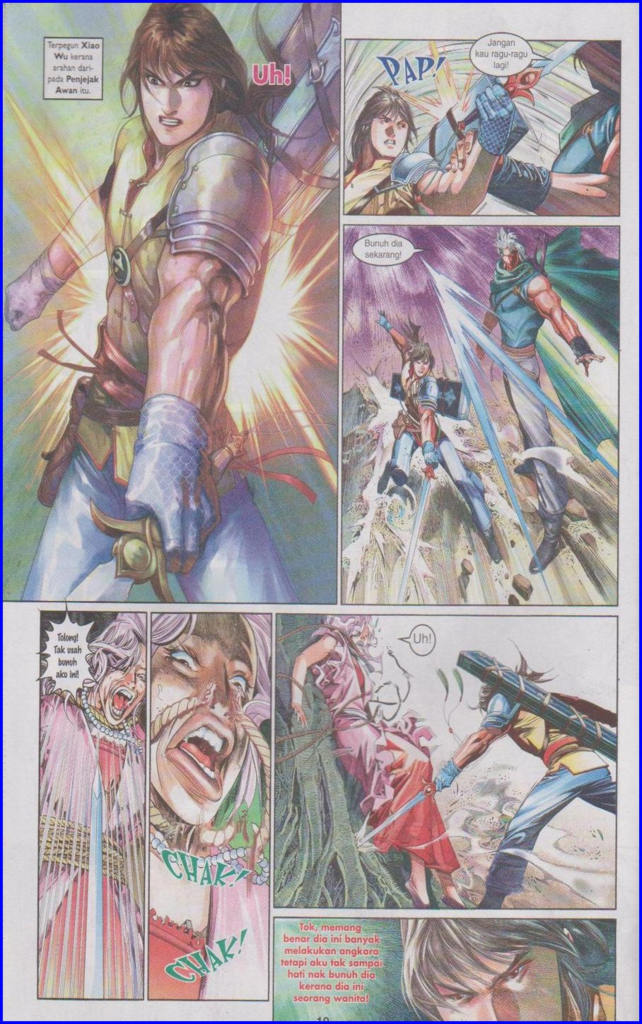 Terpegun Xiao
Wu kerana
arahan dari-
pada Penjejak
Awan itu.
Uh!
PAP!
Jangan
kau ragu-ragu
lagi!
Bunuh dia
sekarang!
Tolong!
Tak usah
bunuh
aku ini!
CHAK!
CHAK!
Uh!
Tok, memang
benar dia ini banyak
melakukan angkara
tetapi aku tak sampai
hati nak bunuh dia
kerana dia ini
seorang wanita!